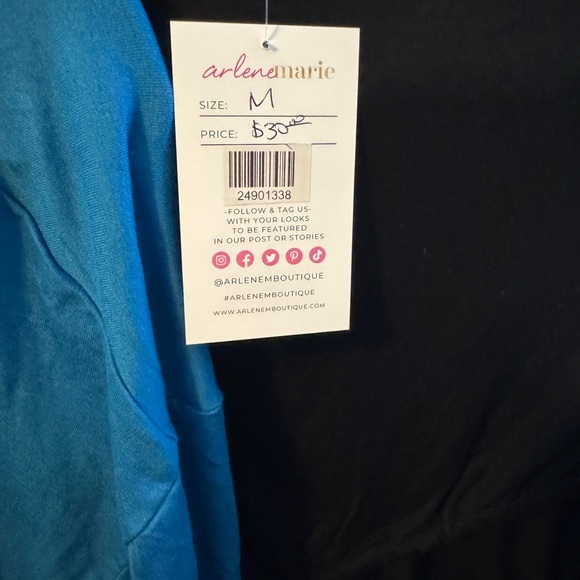 arlenemarie
SIZE: M
PRICE: $30.00
24901338
-FOLLOW & TAG US-
WITH YOUR LOOKS
TO BE FEATURED
IN OUR POST OR STORIES
@ARLENEMBOUTIQUE
#ARLENEMBOUTIQUE
WWW.ARLENEMBOUTIQUE.COM